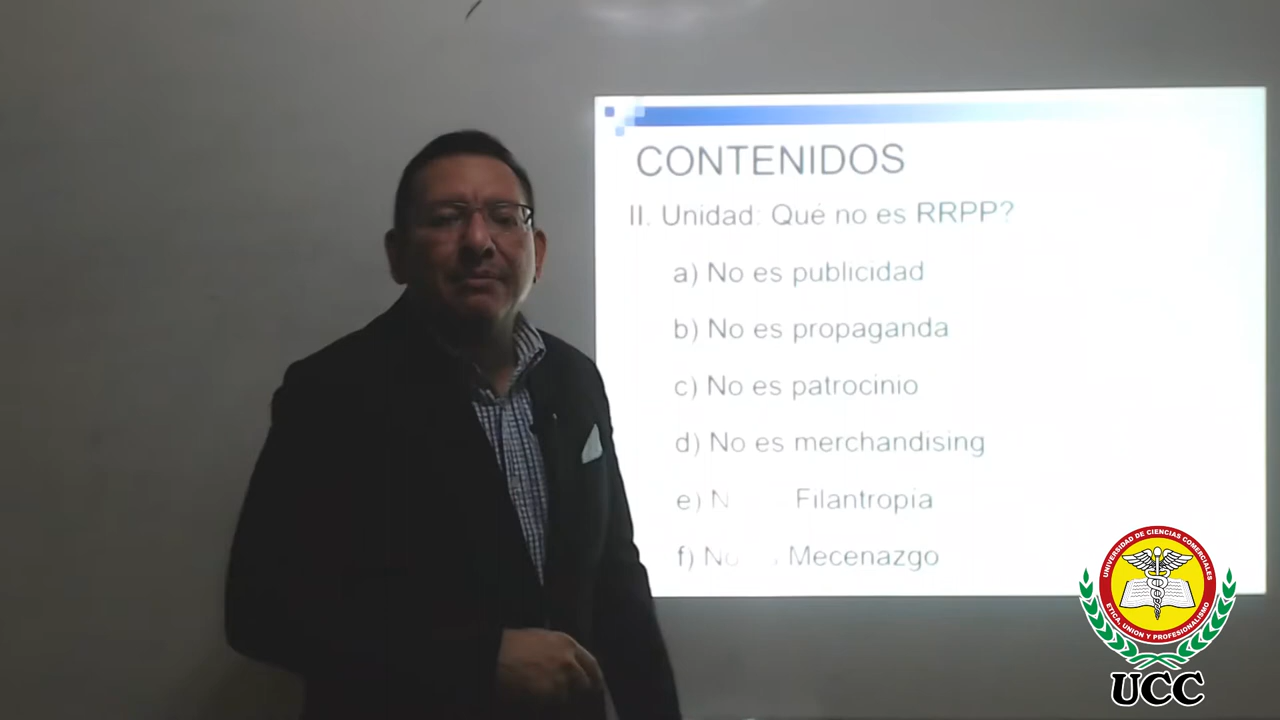 CONTENIDOS
II. Unidad: Qué no es RRPP?
a) No es publicidad
b) No es propaganda
c) No es patrocinio
d) No es merchandising
e) N Filantropia
f) No Mecenazgo
UNIVERSIDAD DE CIENCIAS COMERCIALES
ETICA, UNION Y PROFESIONALISMO
UCC